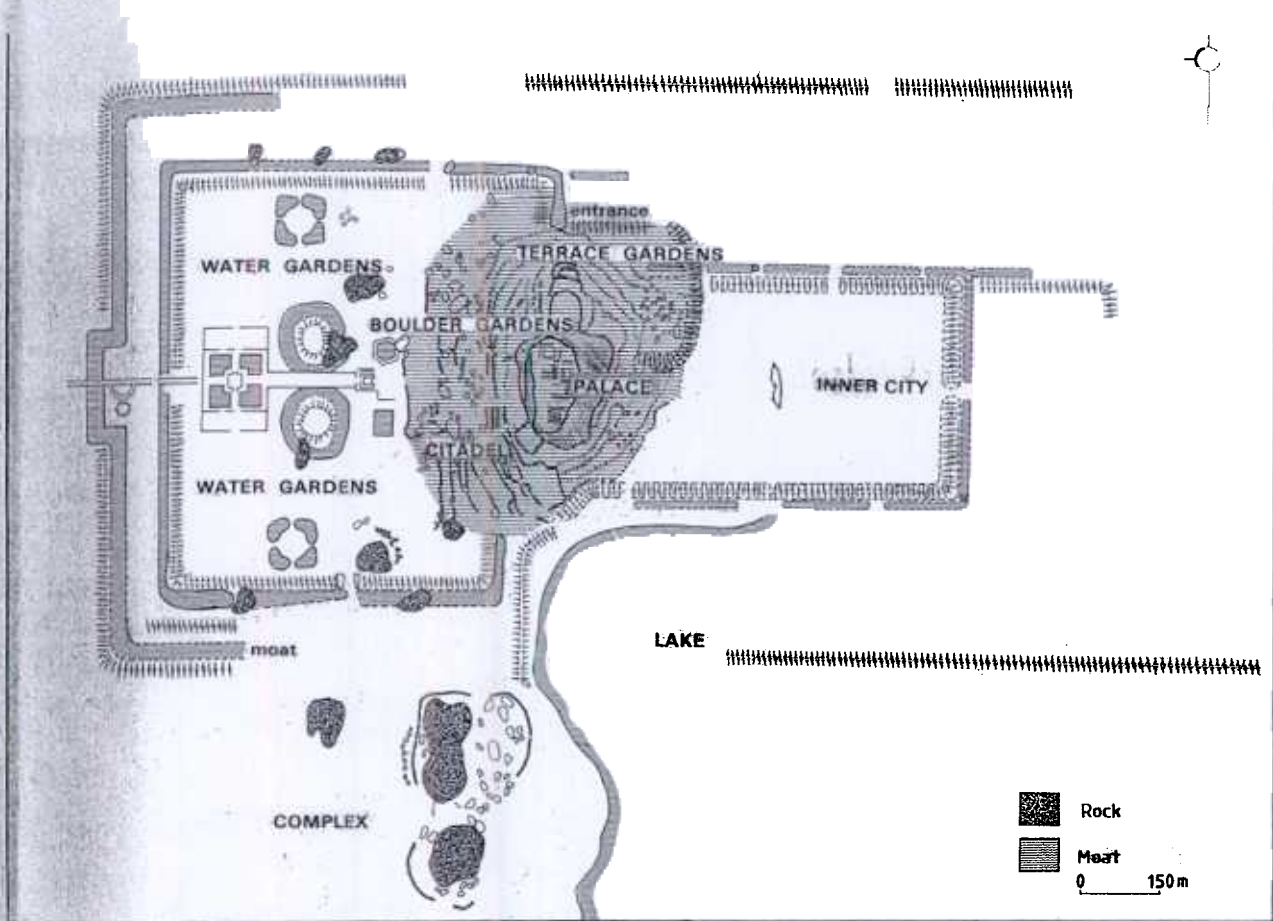 entrance
TERRACE GARDENS
WATER GARDENS
BOULDER GARDENS
PALACE
INNER CITY
CITADEL
WATER GARDENS
LAKE
moat
COMPLEX
Rock
Moat
0 150 m